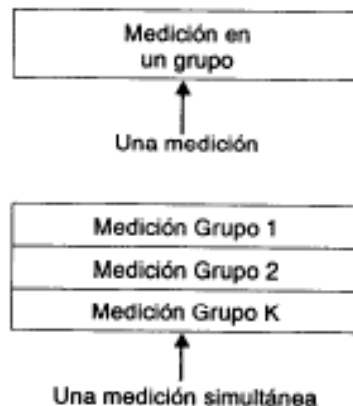 Medición en
un grupo
Una medición
Medición Grupo 1
Medición Grupo 2
Medición Grupo K
Una medición simultánea